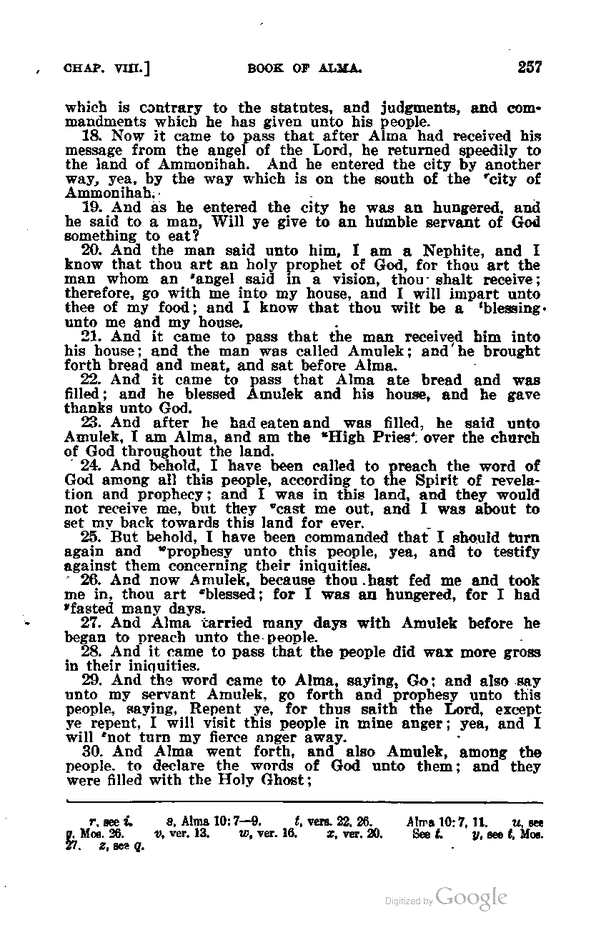 CHAP. VIII.] BOOK OF ALMA. 257
which is contrary to the statutes, and judgments, and com-
mandments which he has given unto his people.
18. Now it came to pass that after Alma had received his
message from the angel of the Lord, he returned speedily to
the land of Ammonihah. And he entered the city by another
way, yea, by the way which is on the south of the ʳcity of
Ammonihah.
19. And as he entered the city he was an hungered, and
he said to a man, Will ye give to an humble servant of God
something to eat?
20. And the man said unto him, I am a Nephite, and I
know that thou art an holy prophet of God, for thou art the
man whom an ˢangel said in a vision, thou shalt receive;
therefore, go with me into my house, and I will impart unto
thee of my food; and I know that thou wilt be a ᵗblessing
unto me and my house.
21. And it came to pass that the man received him into
his house; and the man was called Amulek; and he brought
forth bread and meat, and sat before Alma.
22. And it came to pass that Alma ate bread and was
filled; and he blessed Amulek and his house, and he gave
thanks unto God.
23. And after he had eaten and was filled, he said unto
Amulek, I am Alma, and am the ᵘHigh Priest over the church
of God throughout the land.
24. And behold, I have been called to preach the word of
God among all this people, according to the Spirit of revela-
tion and prophecy; and I was in this land, and they would
not receive me, but they ᵛcast me out, and I was about to
set my back towards this land for ever.
25. But behold, I have been commanded that I should turn
again and ʷprophesy unto this people, yea, and to testify
against them concerning their iniquities.
26. And now Amulek, because thou hast fed me and took
me in, thou art ˣblessed; for I was an hungered, for I had
ʸfasted many days.
27. And Alma tarried many days with Amulek before he
began to preach unto the people.
28. And it came to pass that the people did wax more gross
in their iniquities.
29. And the word came to Alma, saying, Go; and also say
unto my servant Amulek, go forth and prophesy unto this
people, saying, Repent ye, for thus saith the Lord, except
ye repent, I will visit this people in mine anger; yea, and I
will ᶻnot turn my fierce anger away.
30. And Alma went forth, and also Amulek, among the
people, to declare the words of God unto them; and they
were filled with the Holy Ghost;
r, see i. s, Alma 10: 7—9. t, vers. 22, 26. Alma 10: 7, 11. u, see
g, Mos. 26. v, ver. 13. w, ver. 16. x, ver. 20. See t. y, see t, Mos.
27. z, see q.
Digitized by Google